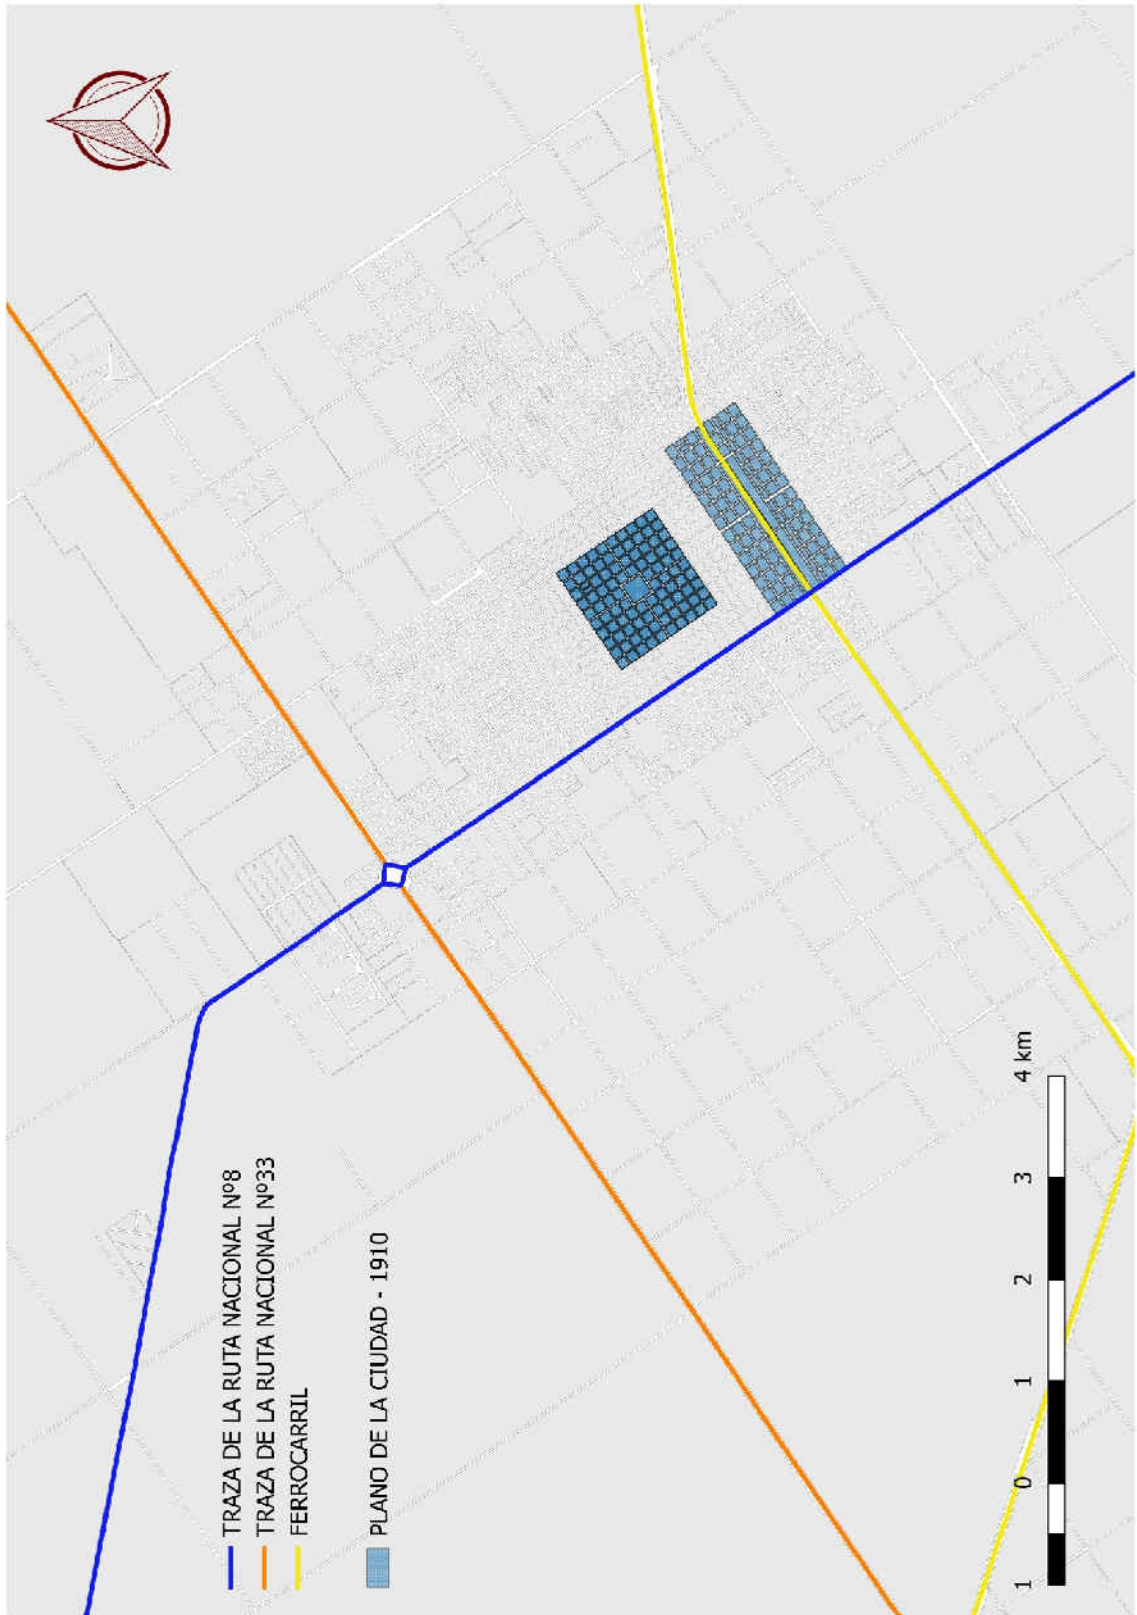 TRAZA DE LA RUTA NACIONAL Nº8
TRAZA DE LA RUTA NACIONAL Nº33
FERROCARRIL
PLANO DE LA CIUDAD - 1910
1 0 1 2 3 4 km